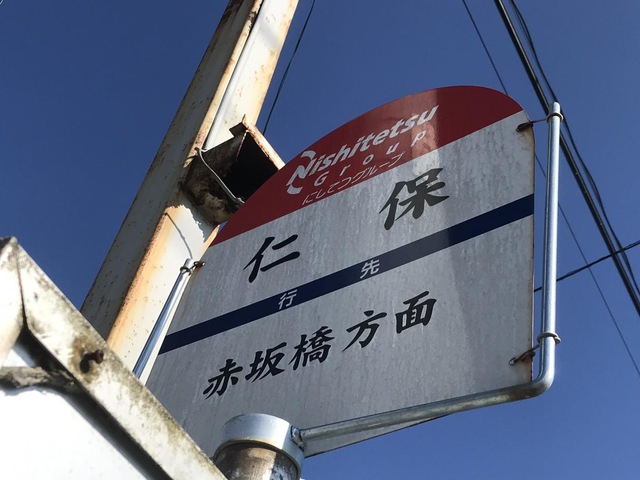 Nishitetsu
Group
にしてつグループ
仁保
行先
赤坂橋方面